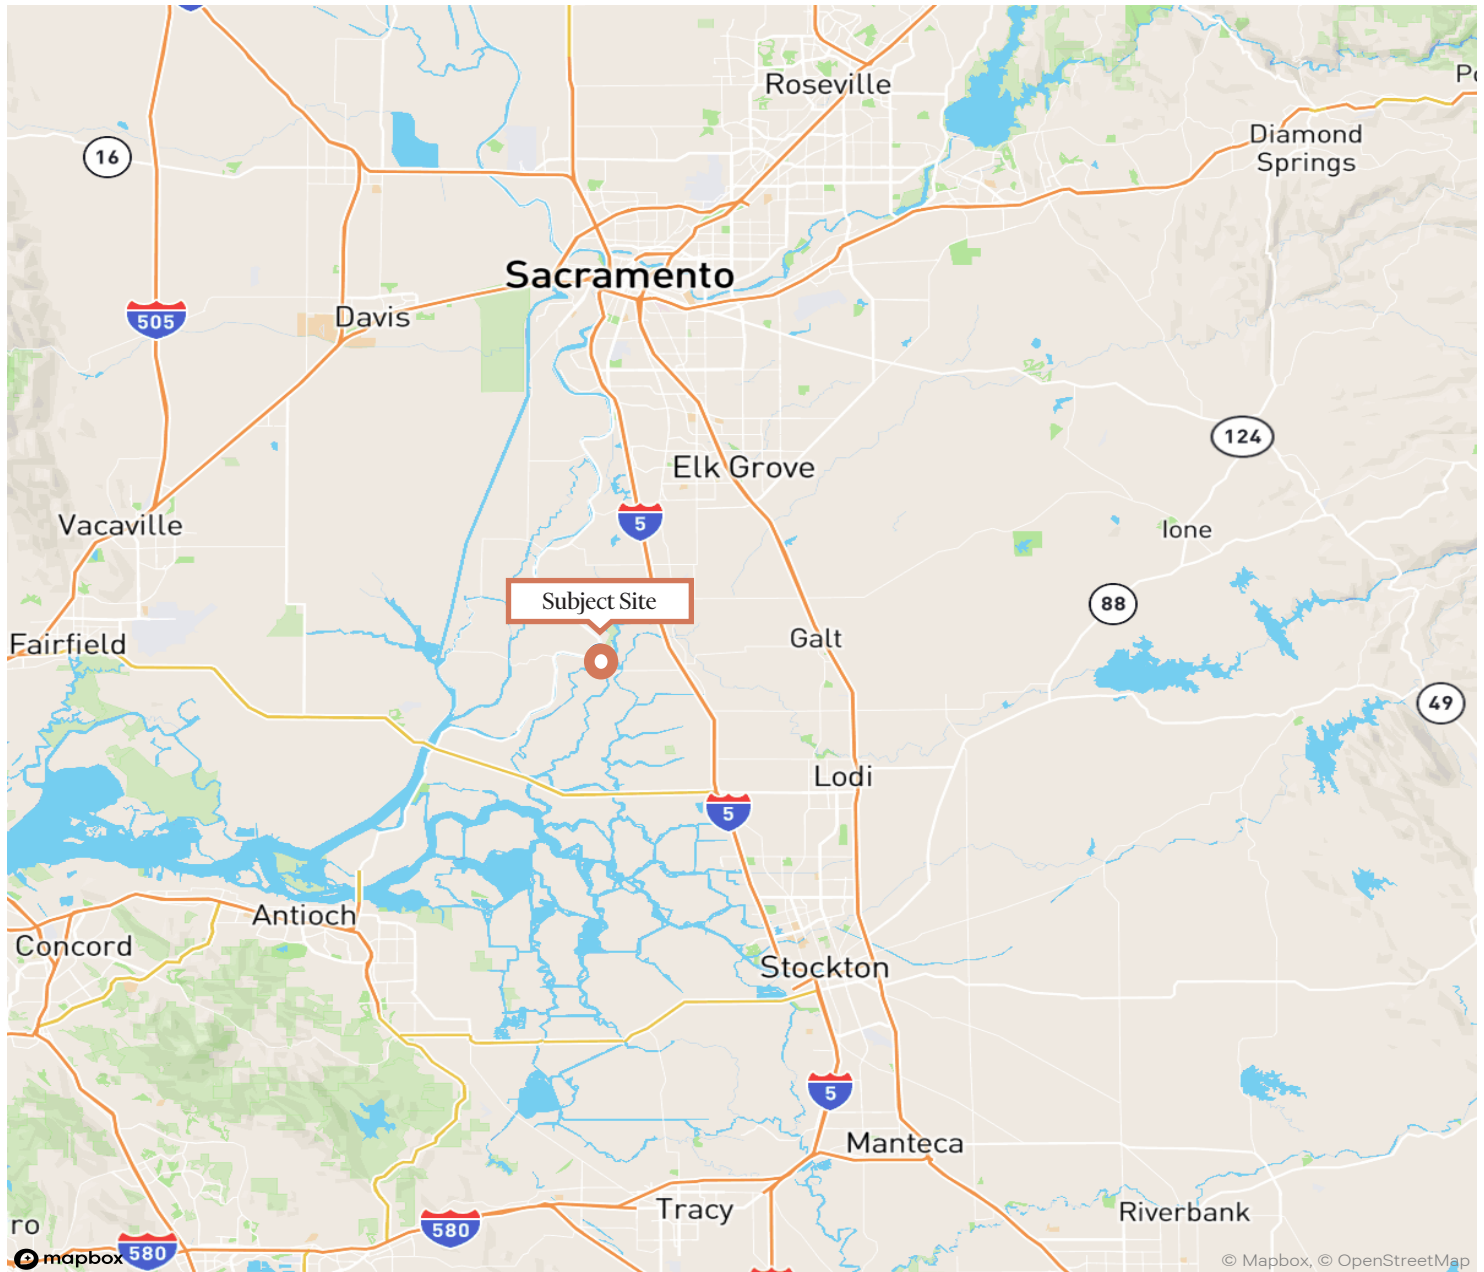 Roseville
Po
Diamond
Springs
16
Sacramento
505
Davis
124
Elk Grove
5
Vacaville
Ione
Subject Site
88
Galt
Fairfield
49
Lodi
5
Antioch
Concord
Stockton
5
Manteca
Tracy
Riverbank
ro
580
580
mapbox
© Mapbox, © OpenStreetMap